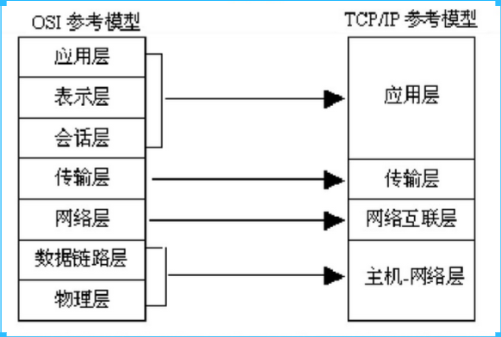 OSI 参考模型
TCP/IP 参考模型
应用层
表示层
会话层
传输层
网络层
数据链路层
物理层
应用层
传输层
网络互联层
主机-网络层